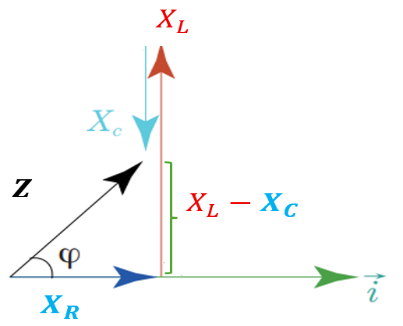 X_L
X_c
Z
X_L − X_C
φ
X_R
i⃗